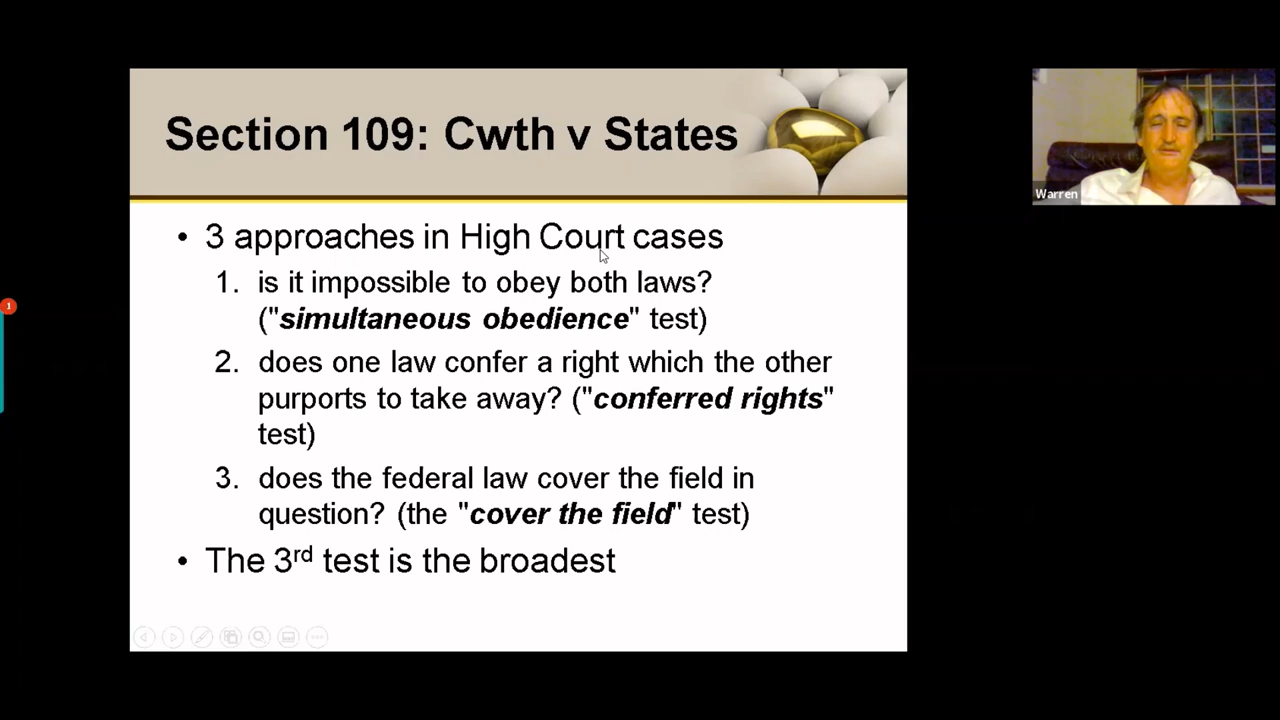 Section 109: Cwth v States
• 3 approaches in High Court cases
1. is it impossible to obey both laws?
("simultaneous obedience" test)
2. does one law confer a right which the other
purports to take away? ("conferred rights"
test)
3. does the federal law cover the field in
question? (the "cover the field" test)
• The 3rd test is the broadest
Warren
1